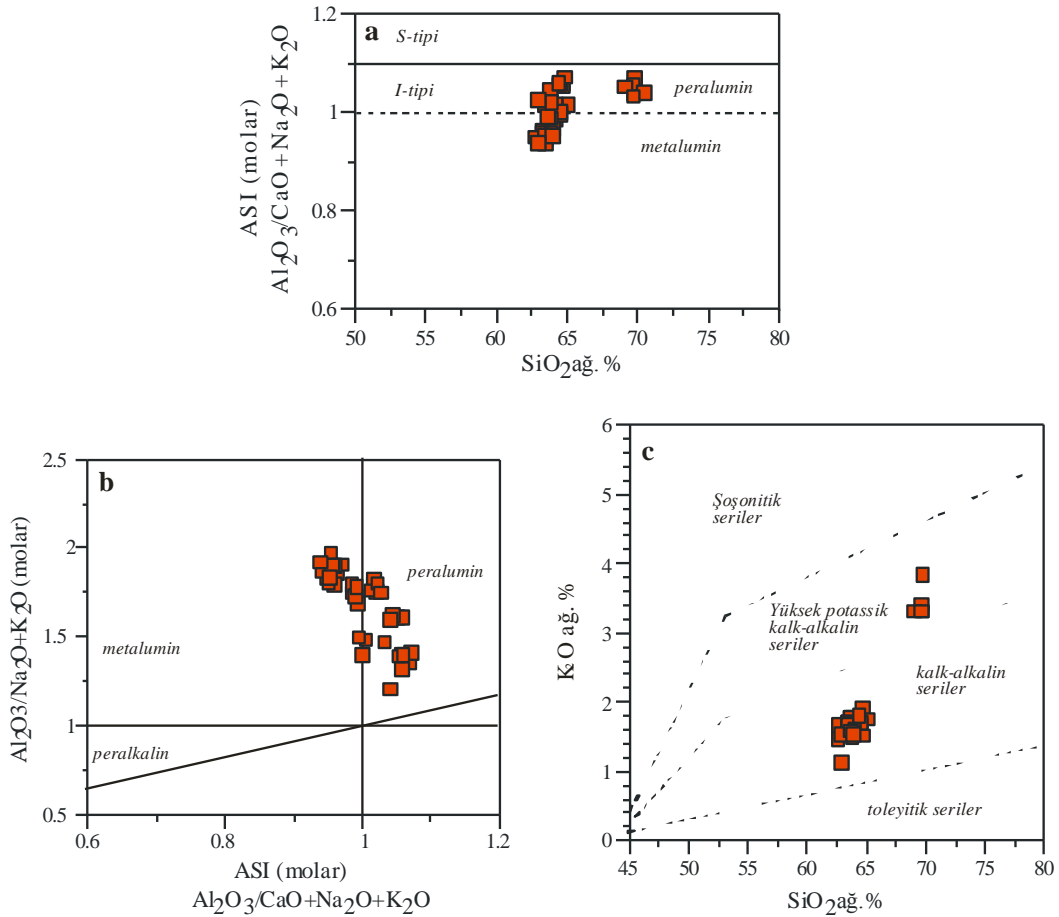 a
S-tipi
I-tipi
peralumin
metalumin
ASI (molar)
Al2O3/CaO+Na2O+K2O
1.2
1
0.8
0.6
50 55 60 65 70 75 80
SiO2ağ. %
b
metalumin
peralumin
peralkalin
Al2O3/Na2O+K2O (molar)
2.5
2
1.5
1
0.5
0.6 0.8 1 1.2
ASI (molar)
Al2O3/CaO+Na2O+K2O
c
Şoşonitik
seriler
Yüksek potassik
kalk-alkalin
seriler
kalk-alkalin
seriler
toleyitik seriler
K2O ağ. %
6
5
4
3
2
1
0
45 50 55 60 65 70 75 80
SiO2ağ.%